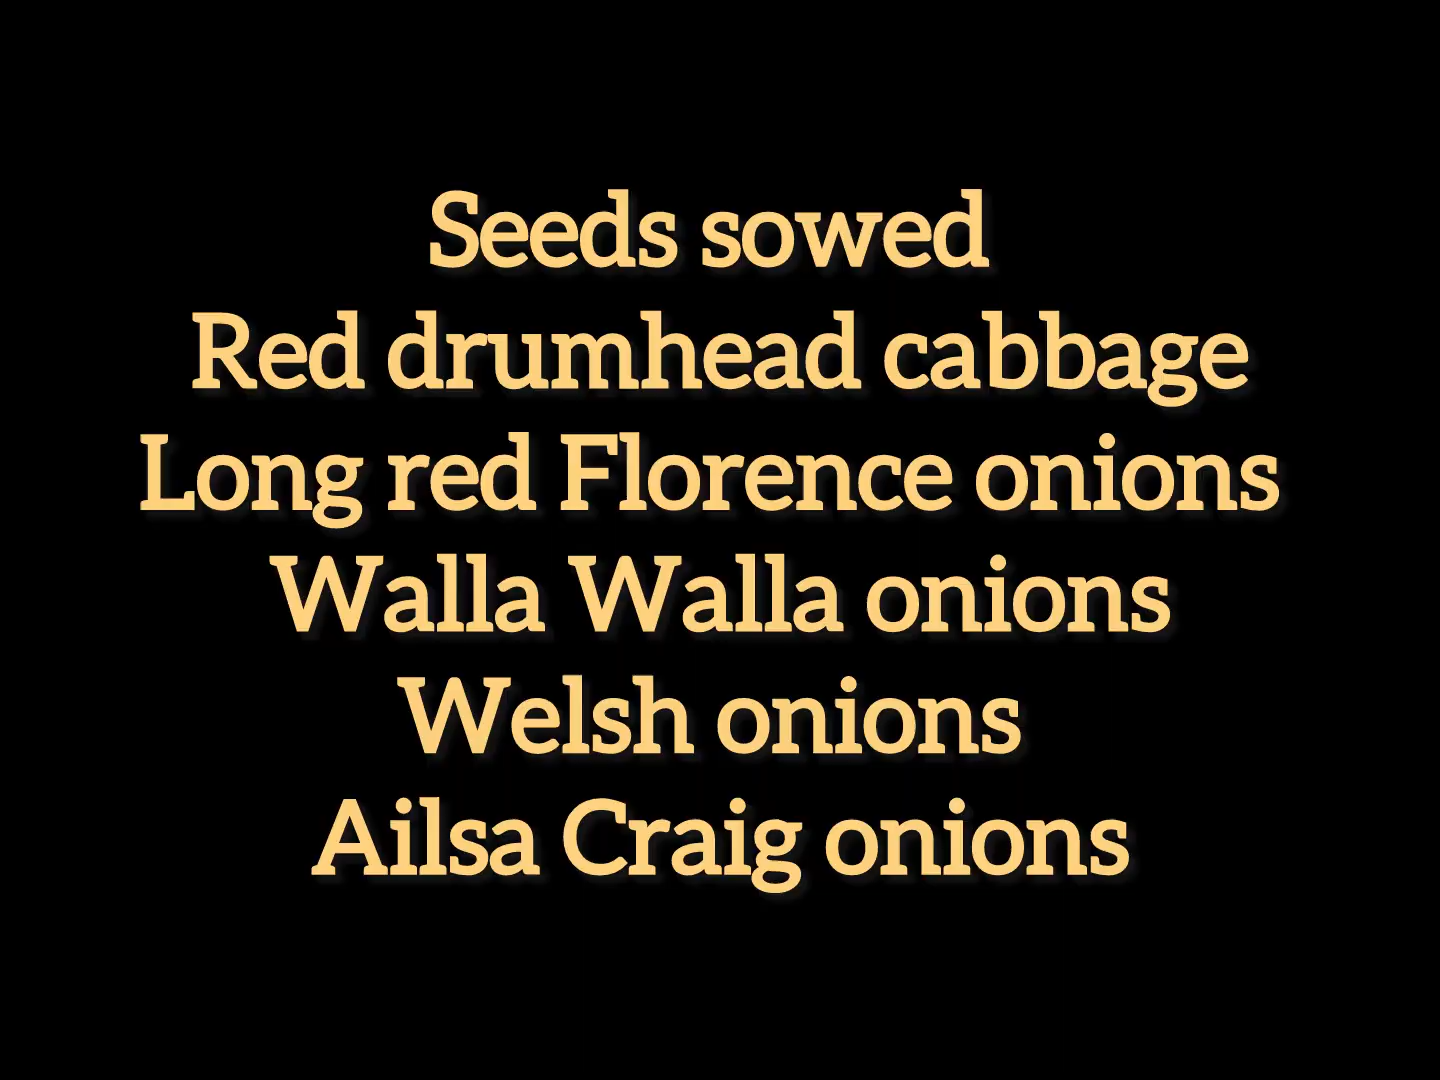 Seeds sowed
Red drumhead cabbage
Long red Florence onions
Walla Walla onions
Welsh onions
Ailsa Craig onions